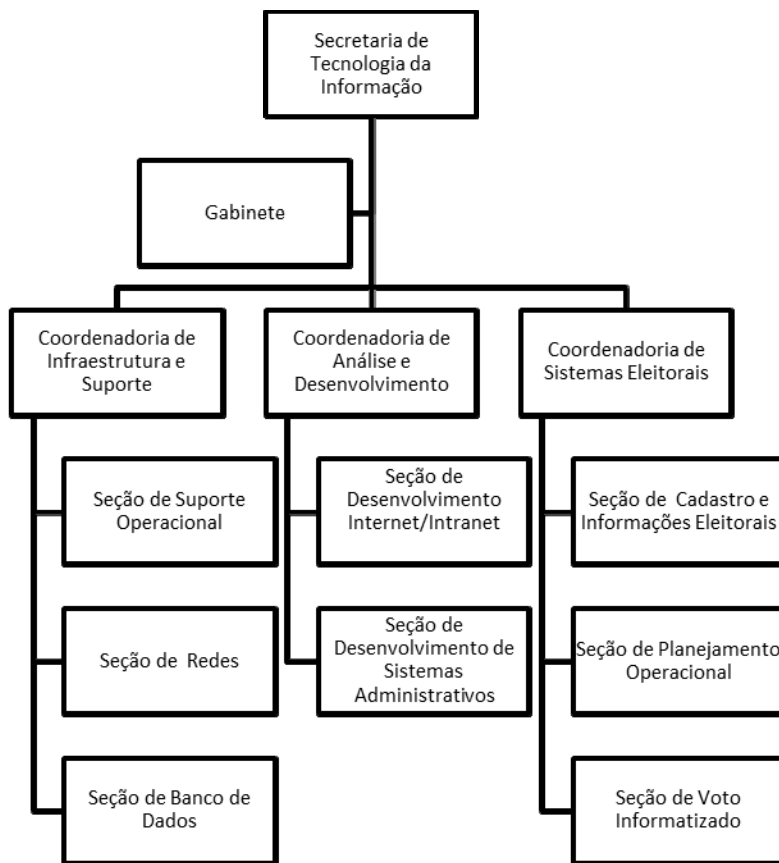 Secretaria de
Tecnologia da
Informação
Gabinete
Coordenadoria de
Infraestrutura e
Suporte
Coordenadoria de
Análise e
Desenvolvimento
Coordenadoria de
Sistemas Eleitorais
Seção de Suporte
Operacional
Seção de
Desenvolvimento
Internet/Intranet
Seção de Cadastro e
Informações Eleitorais
Seção de Redes
Seção de
Desenvolvimento de
Sistemas
Administrativos
Seção de Planejamento
Operacional
Seção de Banco de
Dados
Seção de Voto
Informatizado